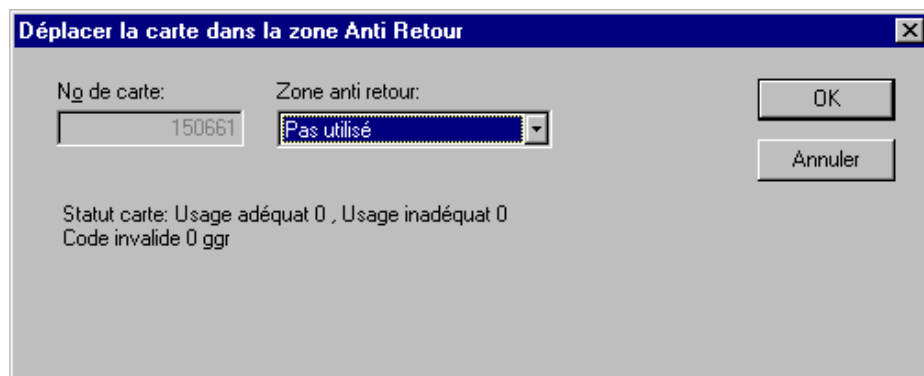 Déplacer la carte dans la zone Anti Retour
No de carte: Zone anti retour:
150661 Pas utilisé
OK
Annuler
Statut carte: Usage adéquat 0 , Usage inadéquat 0
Code invalide 0 ggr